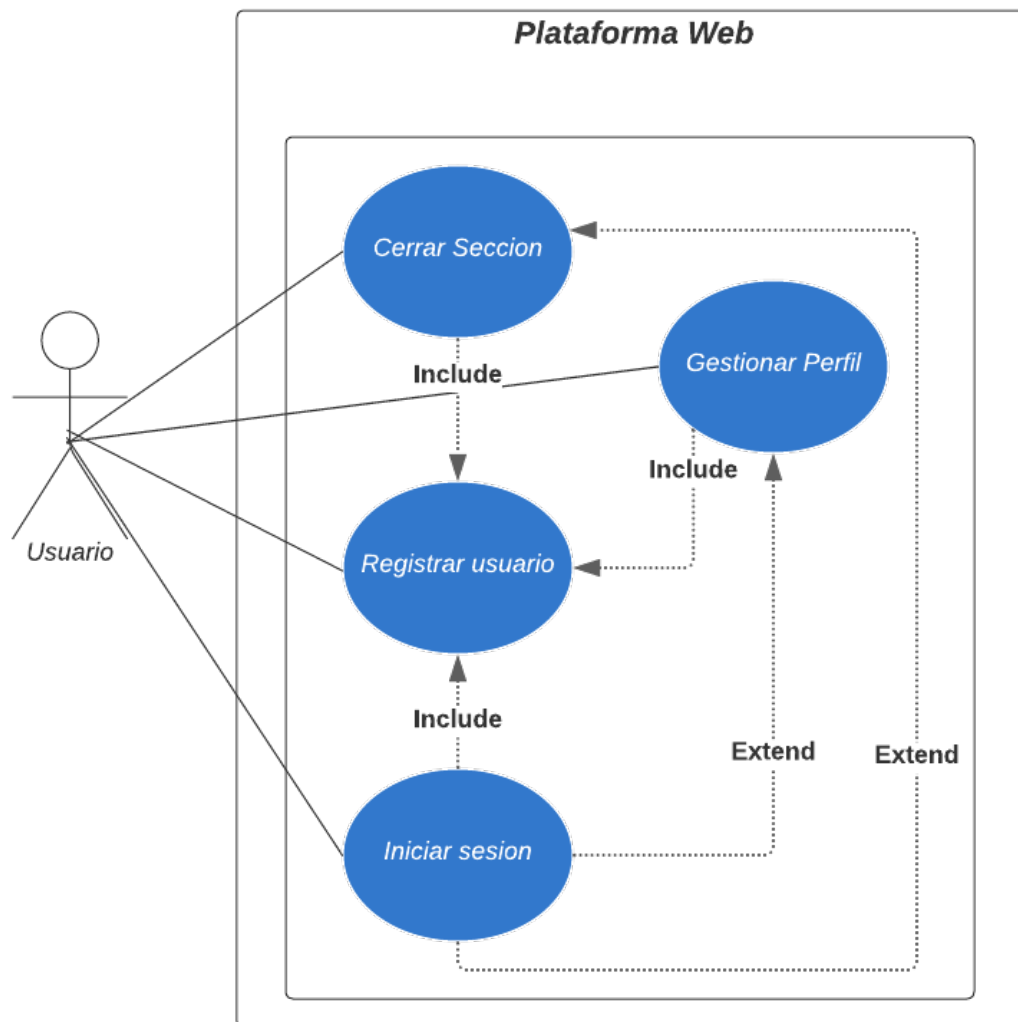 Plataforma Web
Cerrar Seccion
Gestionar Perfil
Include
Include
Usuario
Registrar usuario
Include
Extend
Extend
Iniciar sesion